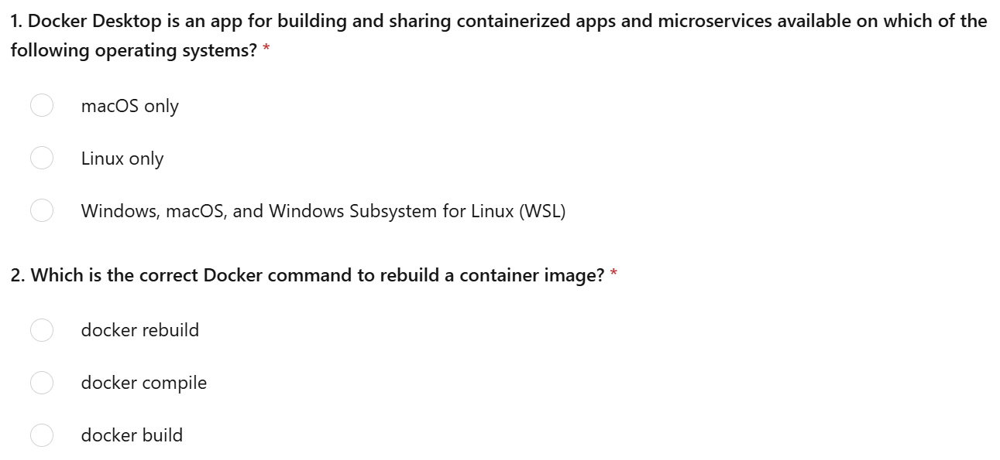 1. Docker Desktop is an app for building and sharing containerized apps and microservices available on which of the
following operating systems? *
macOS only
Linux only
Windows, macOS, and Windows Subsystem for Linux (WSL)
2. Which is the correct Docker command to rebuild a container image? *
docker rebuild
docker compile
docker build